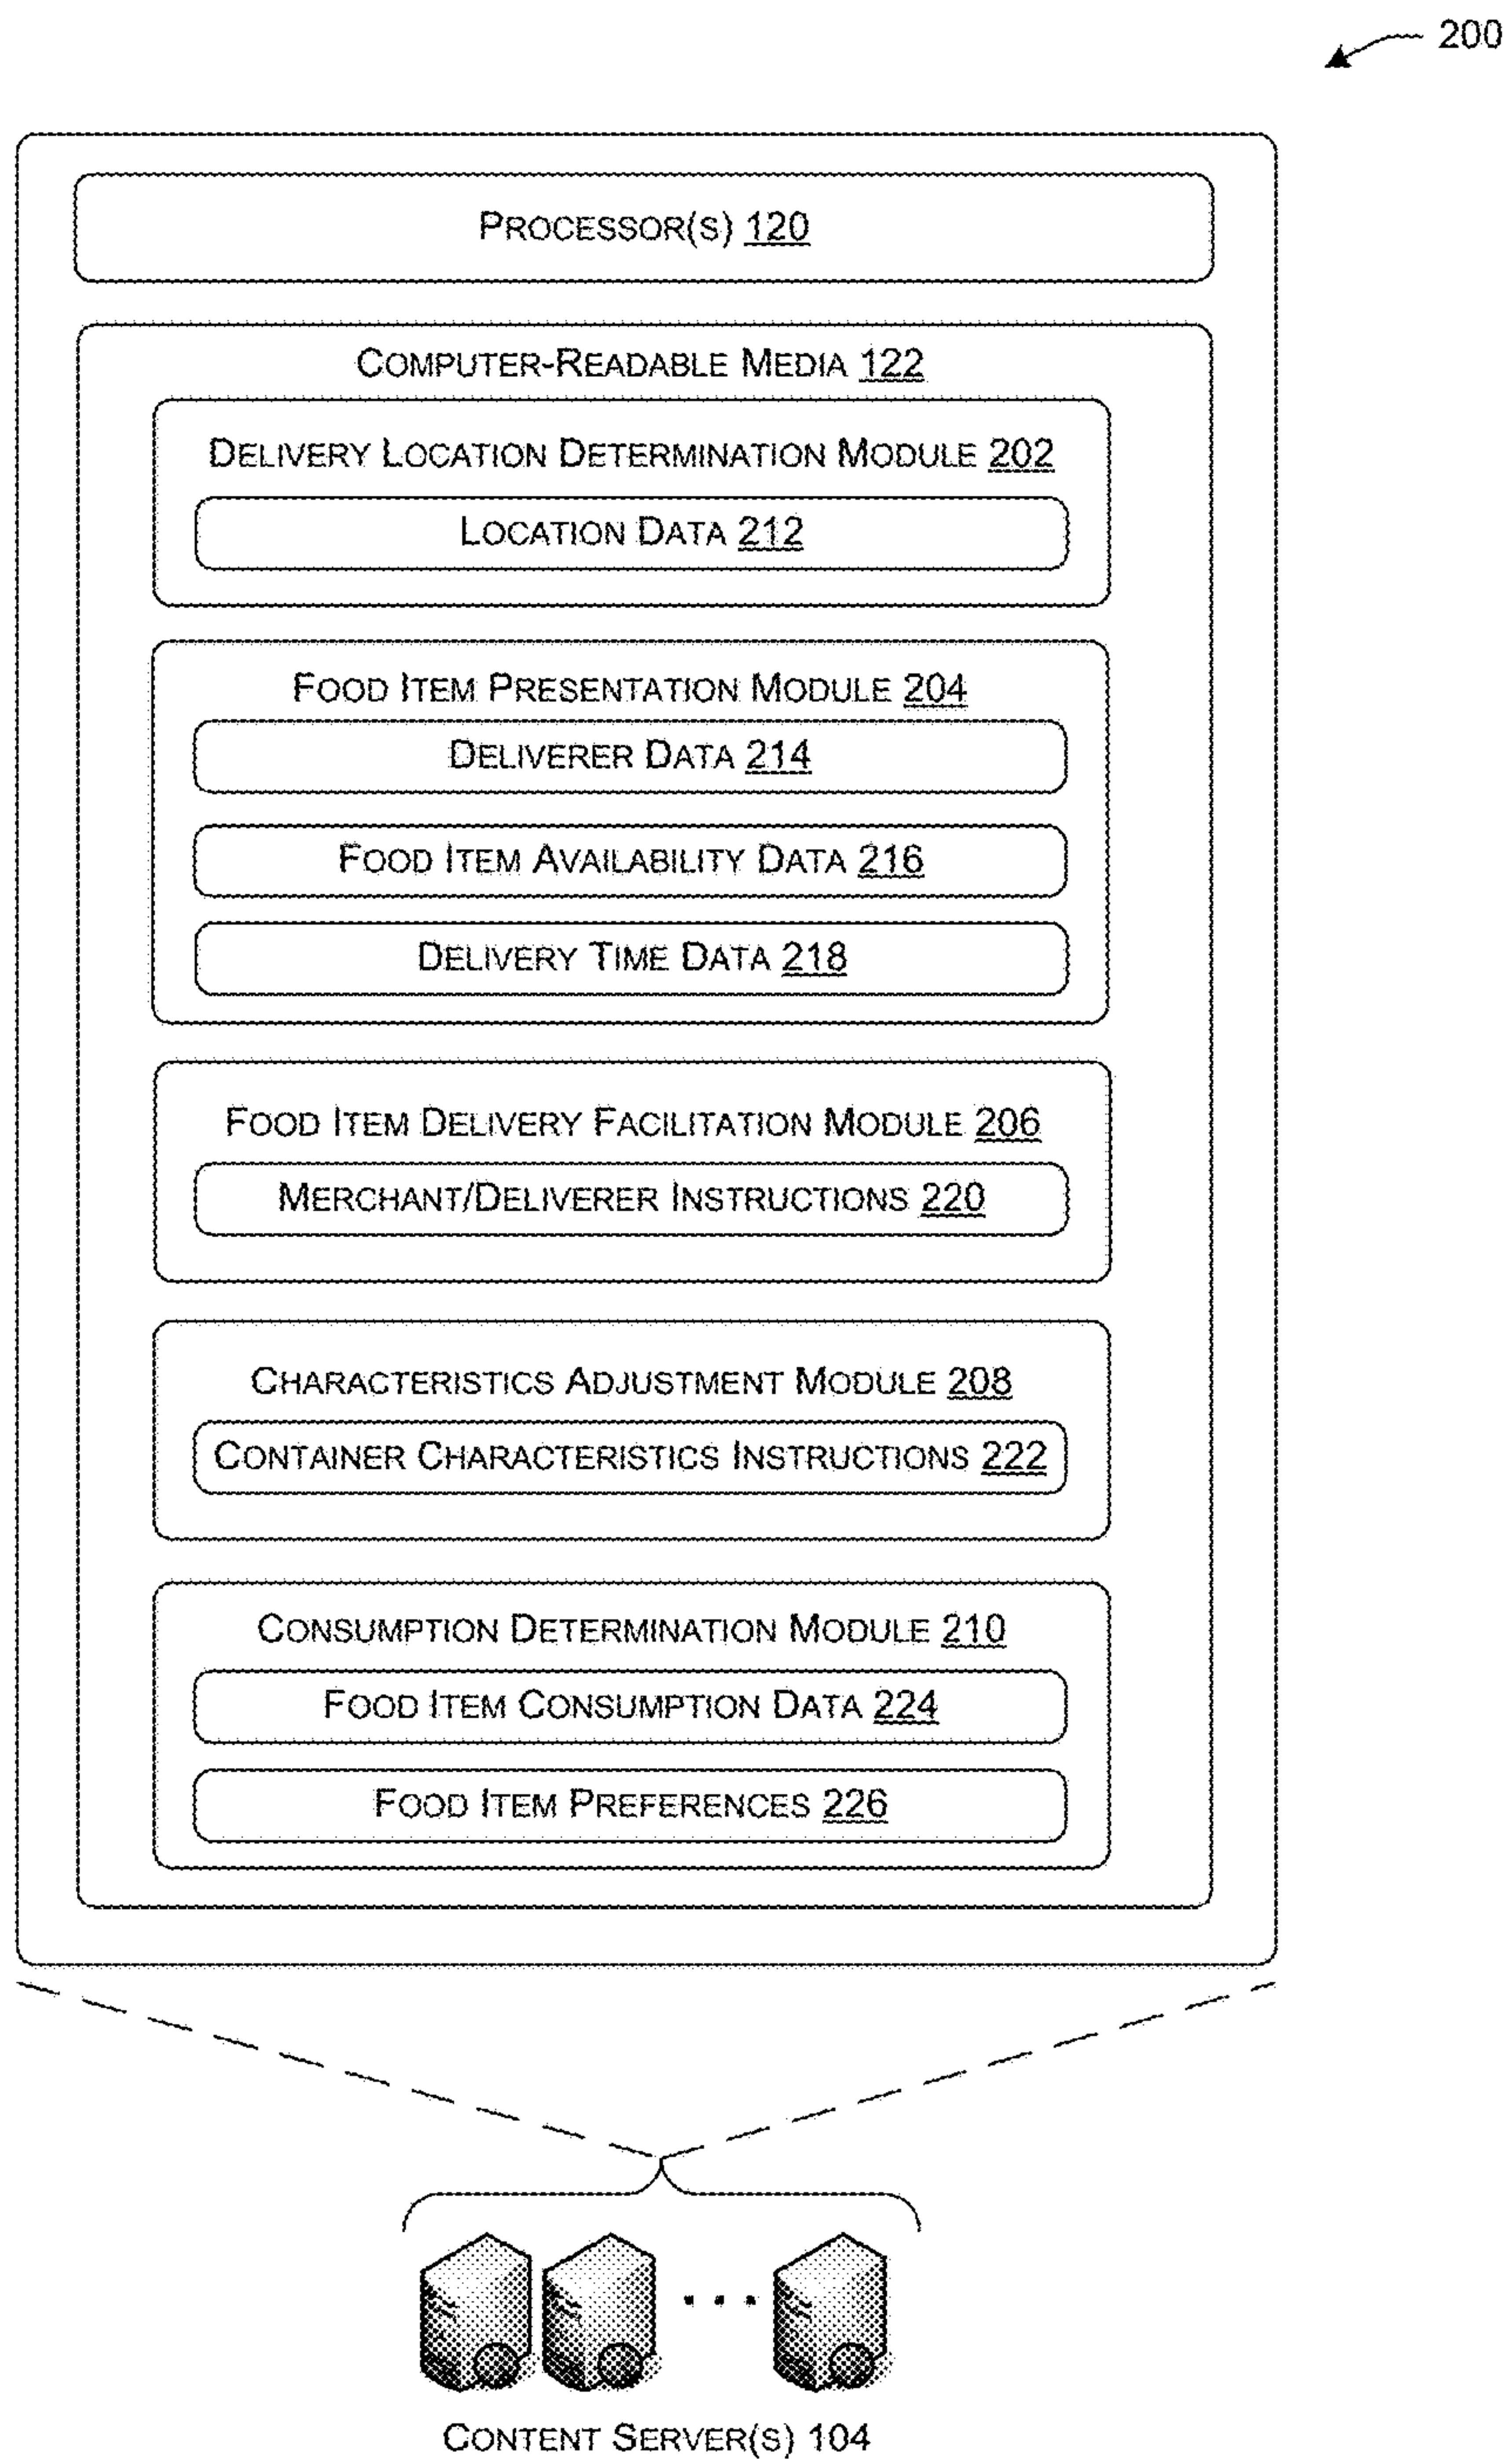 200
PROCESSOR(S) 120
COMPUTER-READABLE MEDIA 122
DELIVERY LOCATION DETERMINATION MODULE 202
LOCATION DATA 212
FOOD ITEM PRESENTATION MODULE 204
DELIVERER DATA 214
FOOD ITEM AVAILABILITY DATA 216
DELIVERY TIME DATA 218
FOOD ITEM DELIVERY FACILITATION MODULE 206
MERCHANT/DELIVERER INSTRUCTIONS 220
CHARACTERISTICS ADJUSTMENT MODULE 208
CONTAINER CHARACTERISTICS INSTRUCTIONS 222
CONSUMPTION DETERMINATION MODULE 210
FOOD ITEM CONSUMPTION DATA 224
FOOD ITEM PREFERENCES 226
CONTENT SERVER(S) 104